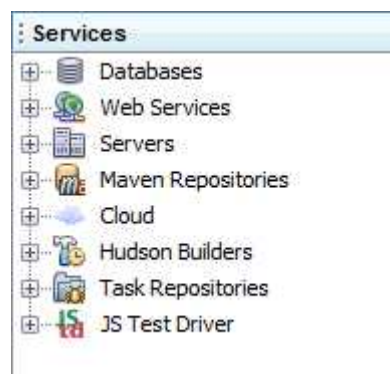 Services
Databases
Web Services
Servers
Maven Repositories
Cloud
Hudson Builders
Task Repositories
JS Test Driver